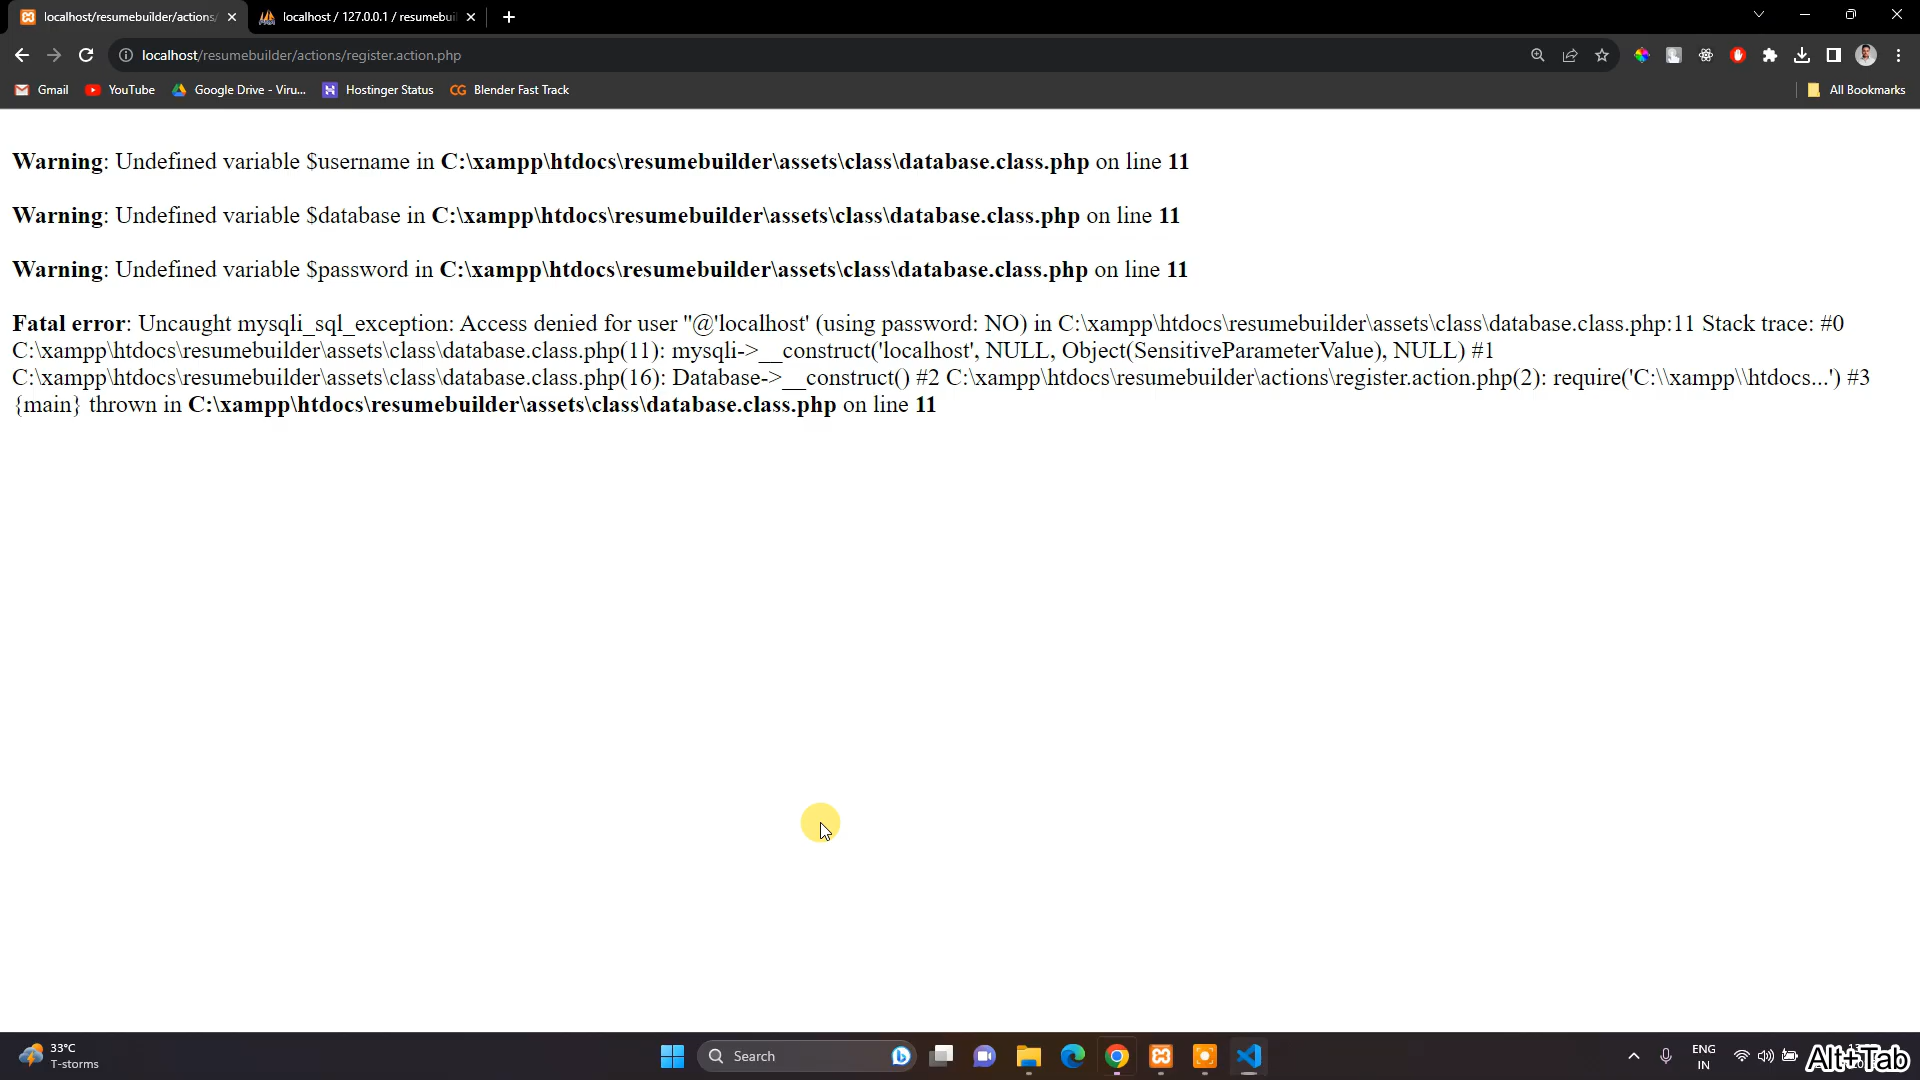 localhost/resumebuilder/actions/
localhost / 127.0.0.1 / resumebuil
localhost/resumebuilder/actions/register.action.php
Gmail YouTube Google Drive - Viru... Hostinger Status CG Blender Fast Track All Bookmarks
Warning: Undefined variable $username in C:\xampp\htdocs\resumebuilder\assets\class\database.class.php on line 11
Warning: Undefined variable $database in C:\xampp\htdocs\resumebuilder\assets\class\database.class.php on line 11
Warning: Undefined variable $password in C:\xampp\htdocs\resumebuilder\assets\class\database.class.php on line 11
Fatal error: Uncaught mysqli_sql_exception: Access denied for user ''@'localhost' (using password: NO) in C:\xampp\htdocs\resumebuilder\assets\class\database.class.php:11 Stack trace: #0
C:\xampp\htdocs\resumebuilder\assets\class\database.class.php(11): mysqli->__construct('localhost', NULL, Object(SensitiveParameterValue), NULL) #1
C:\xampp\htdocs\resumebuilder\assets\class\database.class.php(16): Database->__construct() #2 C:\xampp\htdocs\resumebuilder\actions\register.action.php(2): require('C:\\xampp\\htdocs...') #3
{main} thrown in C:\xampp\htdocs\resumebuilder\assets\class\database.class.php on line 11
33°C
T-storms
Search
ENG
IN
Alt+Tab